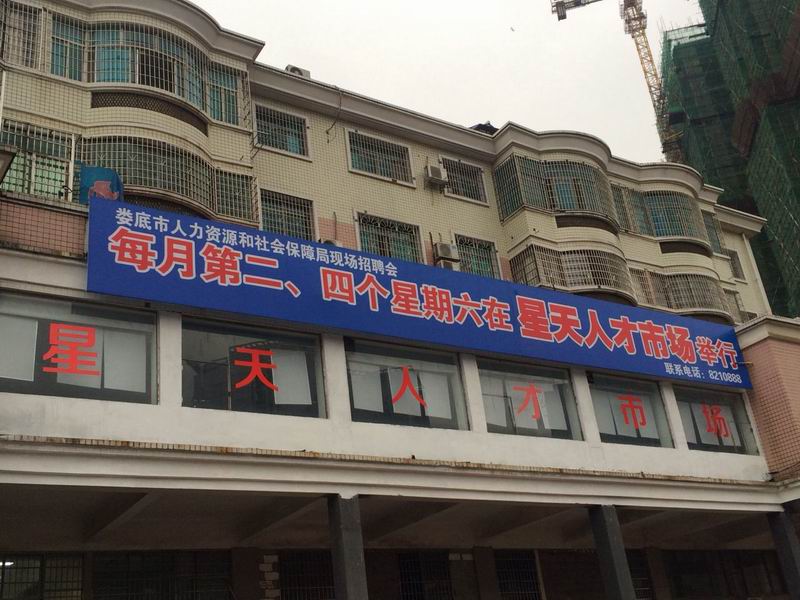 娄底市人力资源和社会保障局现场招聘会
每月第二、四个星期六在 星天人才市场 举行
联系电话：8210888
星天人才市场